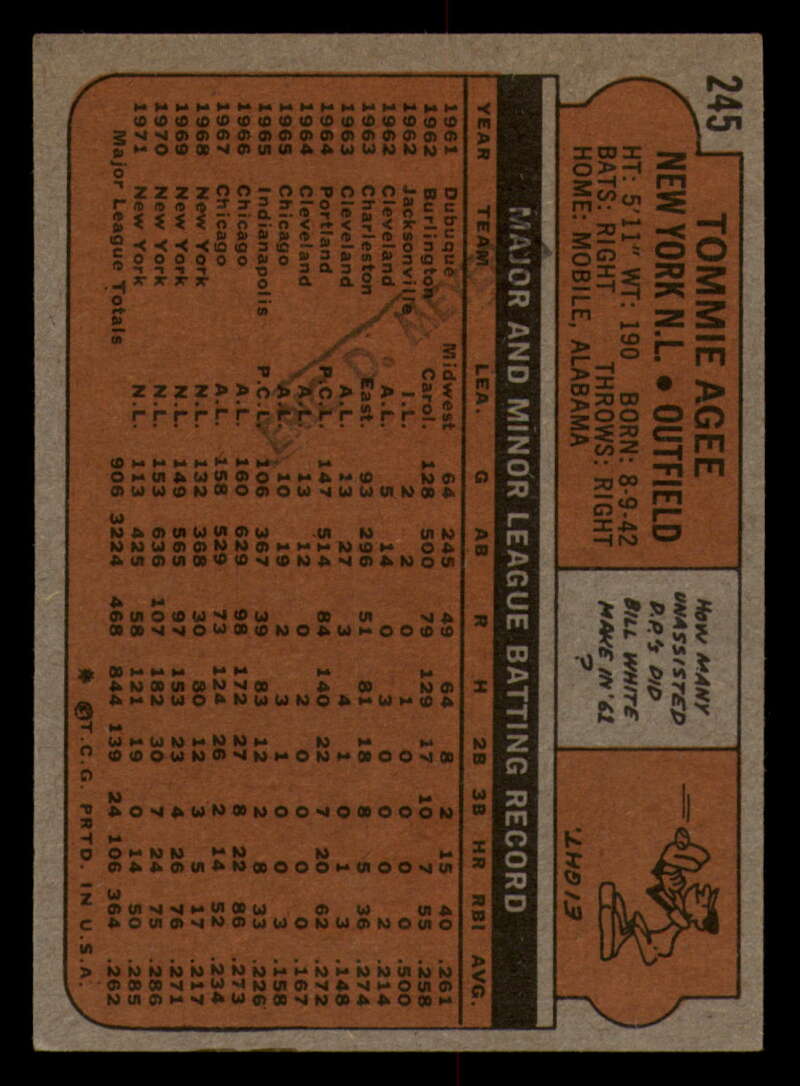 245
TOMMIE AGEE
NEW YORK N.L. • OUTFIELD
HT: 5'11" WT: 190 BORN: 8-9-42
BATS: RIGHT THROWS: RIGHT
HOME: MOBILE, ALABAMA
HOW MANY
UNASSISTED
D.P.'S DID
BILL WHITE
MAKE IN '61
?
EIGHT.
MAJOR AND MINOR LEAGUE BATTING RECORD
YEAR TEAM LEA. G AB R H 2B 3B HR RBI AVG.
1961 Dubuque Midwest 64 245 49 64 8 2 15 40 .261
1962 Burlington Carol. 128 500 79 129 17 10 7 55 .258
1962 Jacksonville I.L. 2 2 0 1 0 0 0 0 .500
1962 Cleveland A.L. 5 14 0 3 0 0 0 2 .214
1963 Charleston East. 93 296 51 81 18 8 5 36 .274
1963 Cleveland A.L. 13 27 3 4 1 0 1 3 .148
1964 Portland P.C.L. 147 514 84 140 22 7 20 62 .272
1964 Cleveland A.L. 13 12 0 2 0 0 0 0 .167
1965 Chicago A.L. 10 19 2 3 1 0 0 3 .158
1965 Indianapolis P.C.L. 106 367 39 83 12 2 8 33 .226
1966 Chicago A.L. 160 629 98 172 27 8 22 86 .273
1967 Chicago A.L. 158 529 73 124 26 2 14 52 .234
1968 New York N.L. 132 368 30 80 12 3 5 17 .217
1969 New York N.L. 149 565 97 153 23 4 26 76 .271
1970 New York N.L. 153 636 107 182 30 7 24 75 .286
1971 New York N.L. 113 425 58 121 19 0 14 50 .285
Major League Totals 906 3224 468 844 139 24 106 364 .262
* ©T.C.G. PRTD. IN U.S.A.
D.